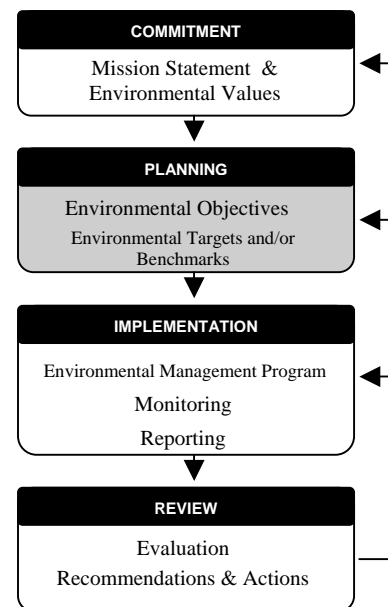 COMMITMENT
Mission Statement &
Environmental Values
PLANNING
Environmental Objectives
Environmental Targets and/or
Benchmarks
IMPLEMENTATION
Environmental Management Program
Monitoring
Reporting
REVIEW
Evaluation
Recommendations & Actions